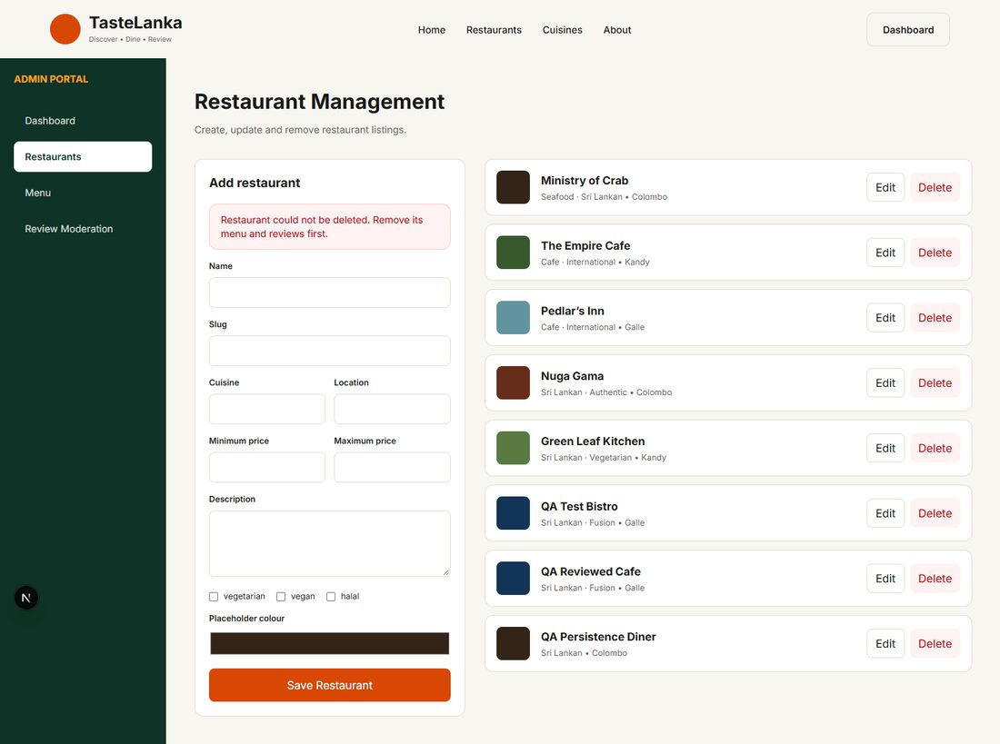 TasteLanka
Discover • Dine • Review
Home
Restaurants
Cuisines
About
Dashboard
ADMIN PORTAL
Dashboard
Restaurants
Menu
Review Moderation
N
Restaurant Management
Create, update and remove restaurant listings.
Add restaurant
Restaurant could not be deleted. Remove its
menu and reviews first.
Name
Slug
Cuisine
Location
Minimum price
Maximum price
Description
vegetarian
vegan
halal
Placeholder colour
Save Restaurant
Ministry of Crab
Seafood · Sri Lankan • Colombo
Edit
Delete
The Empire Cafe
Cafe · International • Kandy
Edit
Delete
Pedlar’s Inn
Cafe · International • Galle
Edit
Delete
Nuga Gama
Sri Lankan · Authentic • Colombo
Edit
Delete
Green Leaf Kitchen
Sri Lankan · Vegetarian • Kandy
Edit
Delete
QA Test Bistro
Sri Lankan · Fusion • Galle
Edit
Delete
QA Reviewed Cafe
Sri Lankan · Fusion • Galle
Edit
Delete
QA Persistence Diner
Sri Lankan • Colombo
Edit
Delete